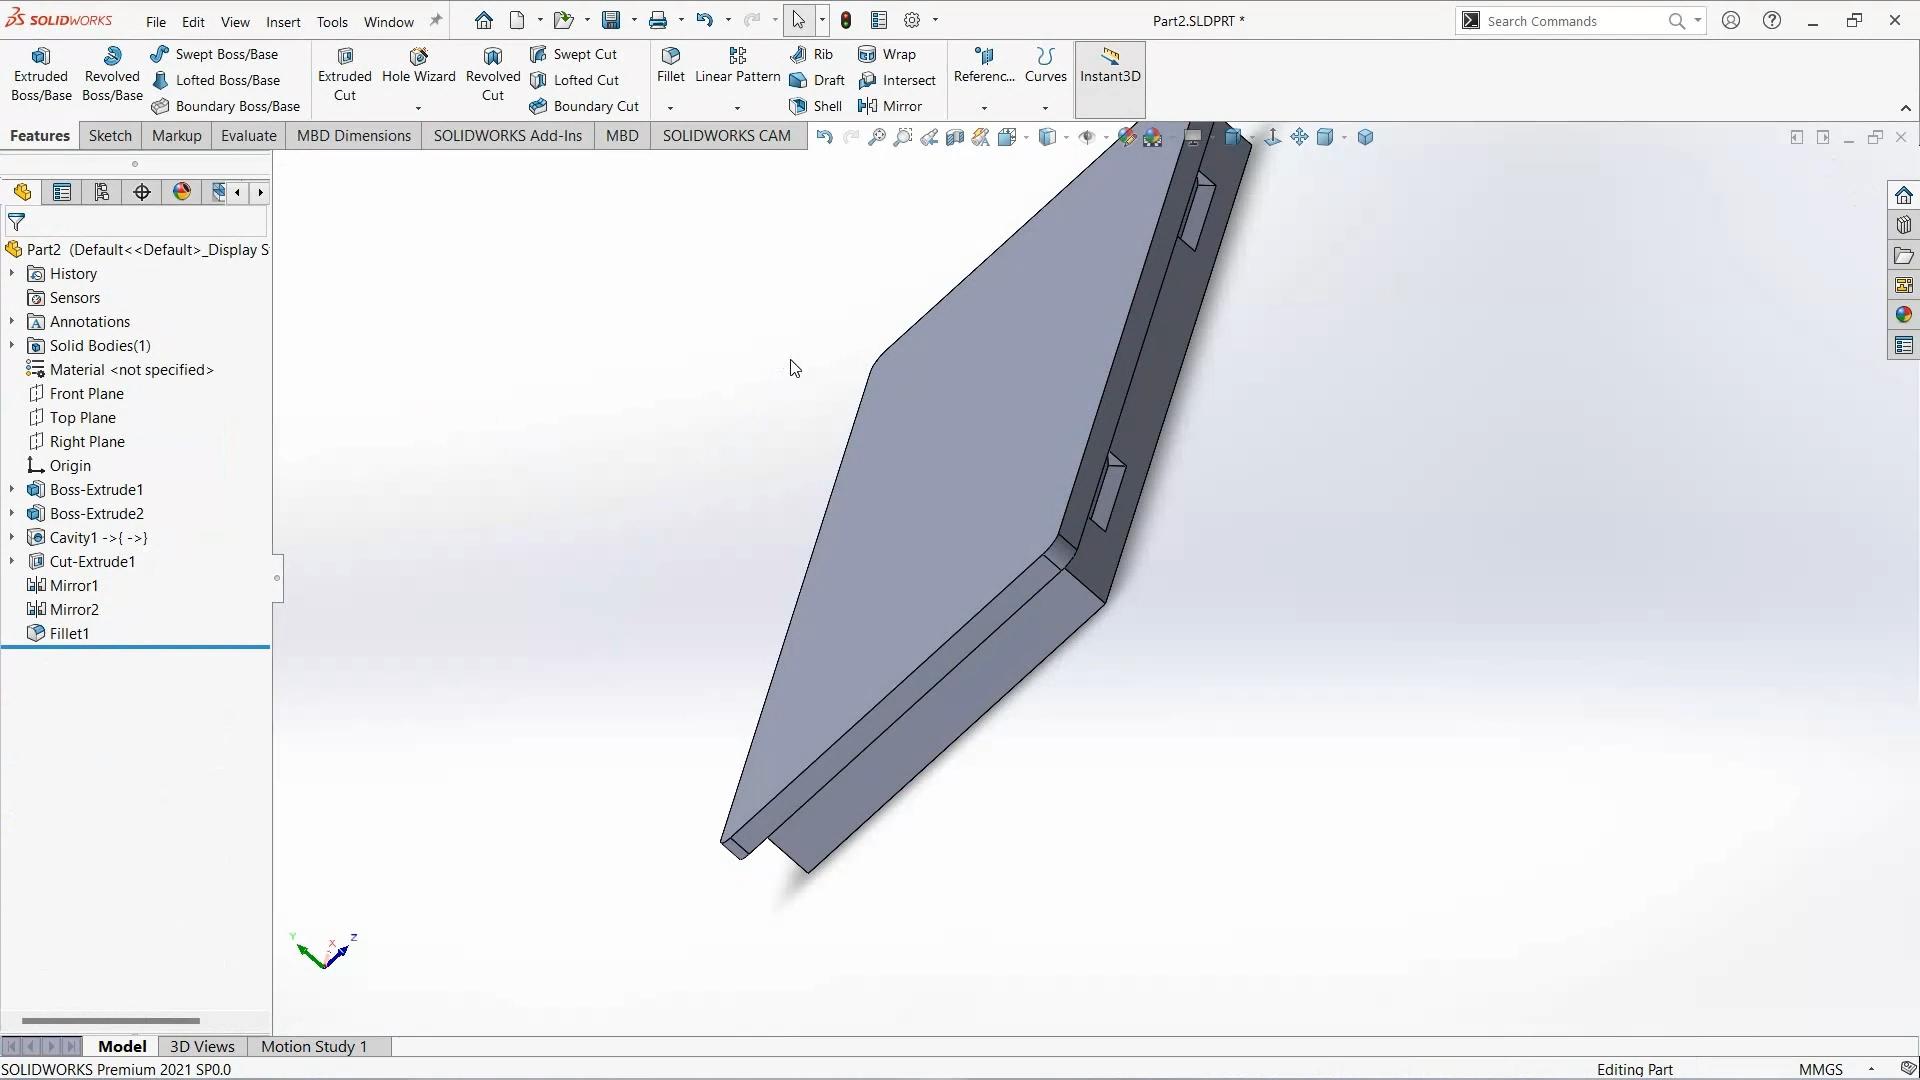 SOLIDWORKS File Edit View Insert Tools Window Part2.SLDPRT * Search Commands
Extruded Boss/Base
Revolved Boss/Base
Swept Boss/Base
Lofted Boss/Base
Boundary Boss/Base
Extruded Cut
Hole Wizard
Revolved Cut
Swept Cut
Lofted Cut
Boundary Cut
Fillet
Linear Pattern
Rib
Draft
Shell
Wrap
Intersect
Mirror
Referenc...
Curves
Instant3D
Features Sketch Markup Evaluate MBD Dimensions SOLIDWORKS Add-Ins MBD SOLIDWORKS CAM
Part2 (Default<<Default>_Display S
History
Sensors
Annotations
Solid Bodies(1)
Material <not specified>
Front Plane
Top Plane
Right Plane
Origin
Boss-Extrude1
Boss-Extrude2
Cavity1 ->{ ->}
Cut-Extrude1
Mirror1
Mirror2
Fillet1
Y X Z
Model 3D Views Motion Study 1
SOLIDWORKS Premium 2021 SP0.0 Editing Part MMGS